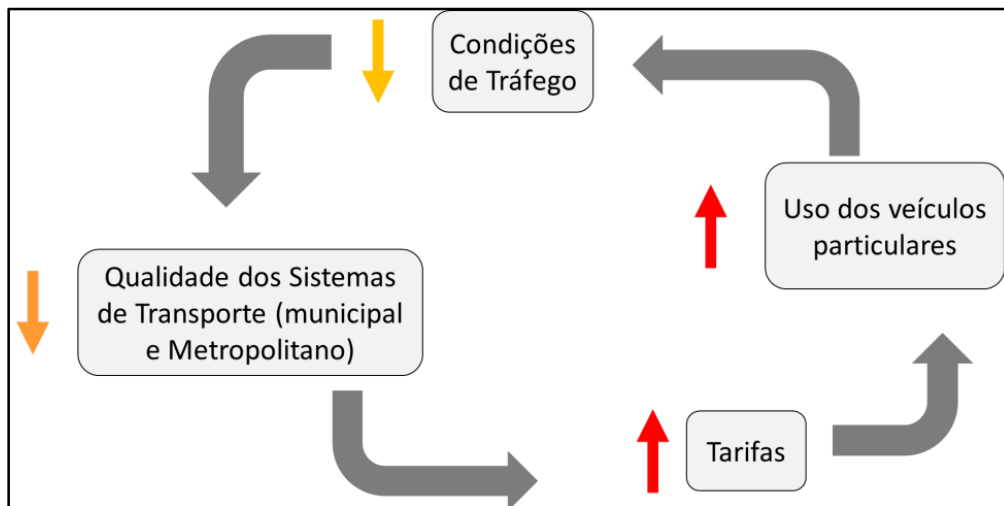 Condições
de Tráfego
Uso dos veículos
particulares
Qualidade dos Sistemas
de Transporte (municipal
e Metropolitano)
Tarifas